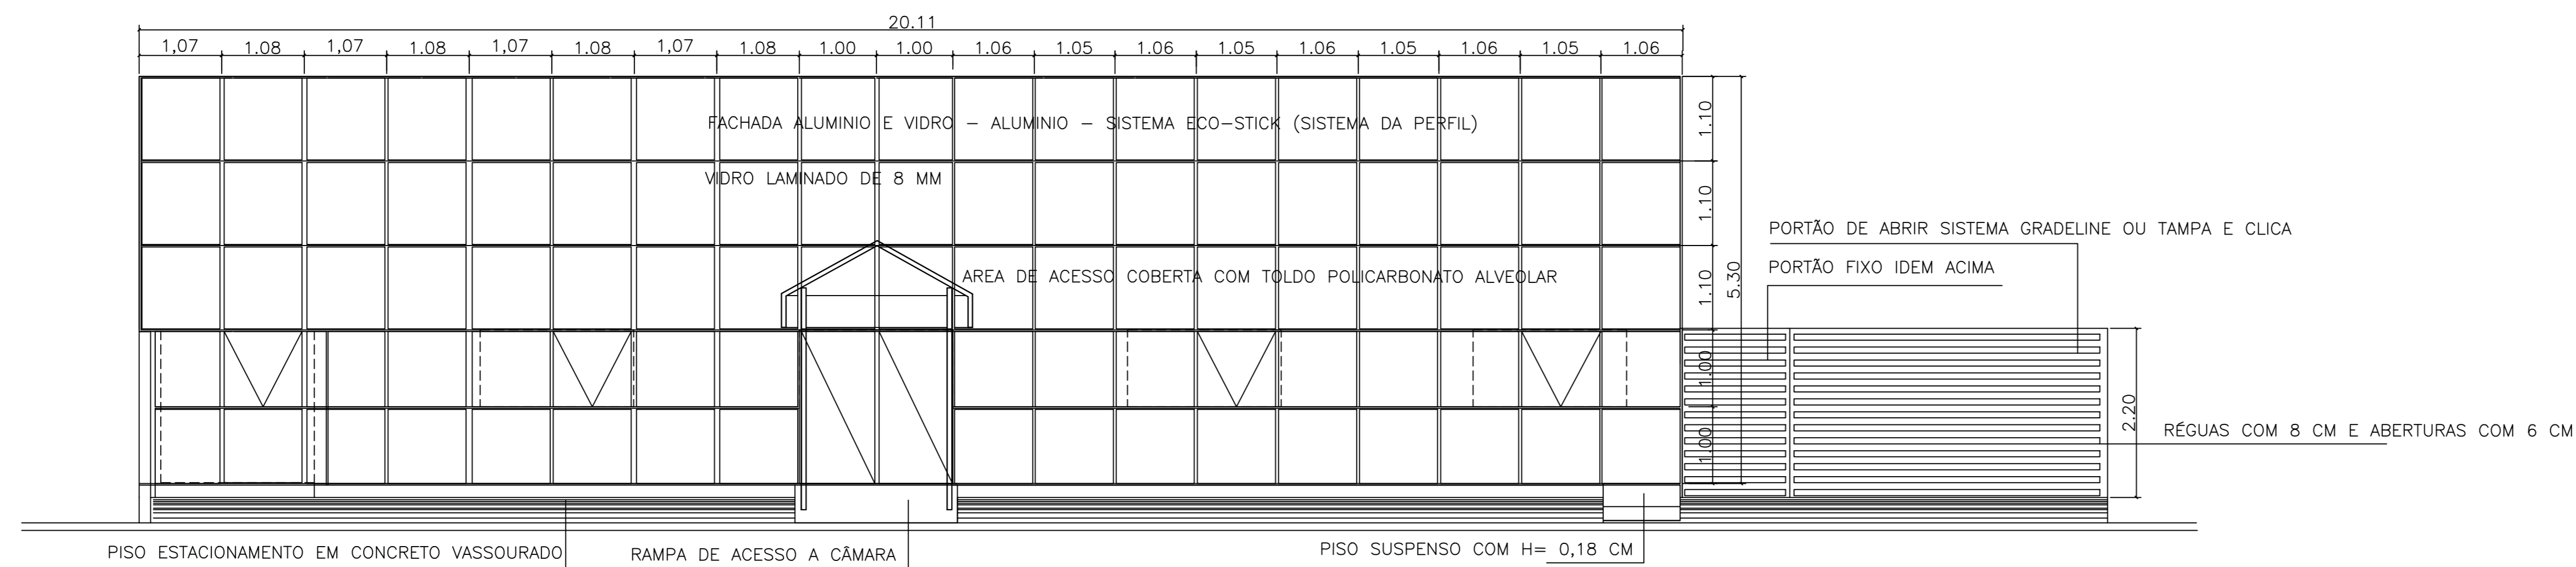 20.11
1,07 1.08 1,07 1.08 1,07 1.08 1,07 1.08 1.00 1.00 1.06 1.05 1.06 1.05 1.06 1.05 1.06 1.05 1.06
FACHADA ALUMINIO E VIDRO – ALUMINIO – SISTEMA ECO–STICK (SISTEMA DA PERFIL)
VIDRO LAMINADO DE 8 MM
AREA DE ACESSO COBERTA COM TOLDO POLICARBONATO ALVEOLAR
1.10
1.10
1.10
1.00
1.00
5.30
PORTÃO DE ABRIR SISTEMA GRADELINE OU TAMPA E CLICA
PORTÃO FIXO IDEM ACIMA
2.20
RÉGUAS COM 8 CM E ABERTURAS COM 6 CM
PISO ESTACIONAMENTO EM CONCRETO VASSOURADO
RAMPA DE ACESSO A CÂMARA
PISO SUSPENSO COM H= 0,18 CM